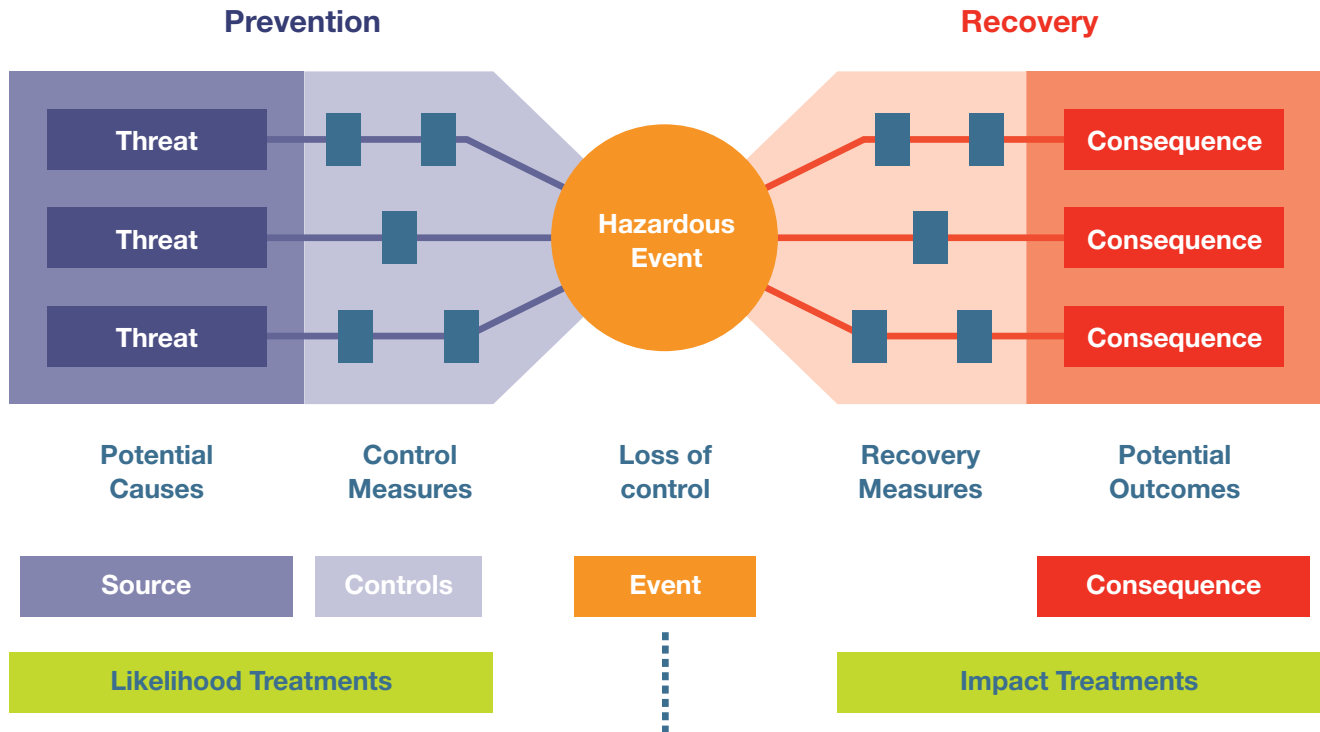 Prevention
Recovery
Threat
Consequence
Threat
Hazardous
Event
Consequence
Threat
Consequence
Potential
Causes
Control
Measures
Loss of
control
Recovery
Measures
Potential
Outcomes
Source
Controls
Event
Consequence
Likelihood Treatments
Impact Treatments